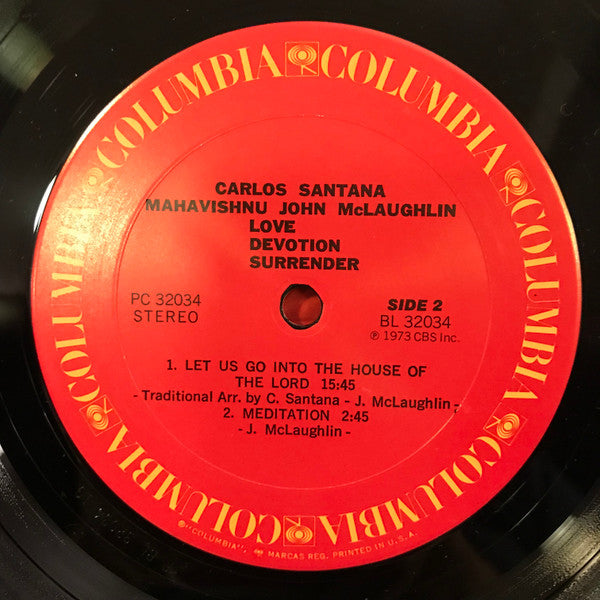 COLUMBIA COLUMBIA COLUMBIA COLUMBIA COLUMBIA COLUMBIA
CARLOS SANTANA
MAHAVISHNU JOHN McLAUGHLIN
LOVE
DEVOTION
SURRENDER
PC 32034
STEREO
SIDE 2
BL 32034
℗ 1973 CBS Inc.
1. LET US GO INTO THE HOUSE OF
THE LORD 15:45
- Traditional Arr. by C. Santana - J. McLaughlin -
2. MEDITATION 2:45
- J. McLaughlin -
®"COLUMBIA", MARCAS REG. PRINTED IN U.S.A.